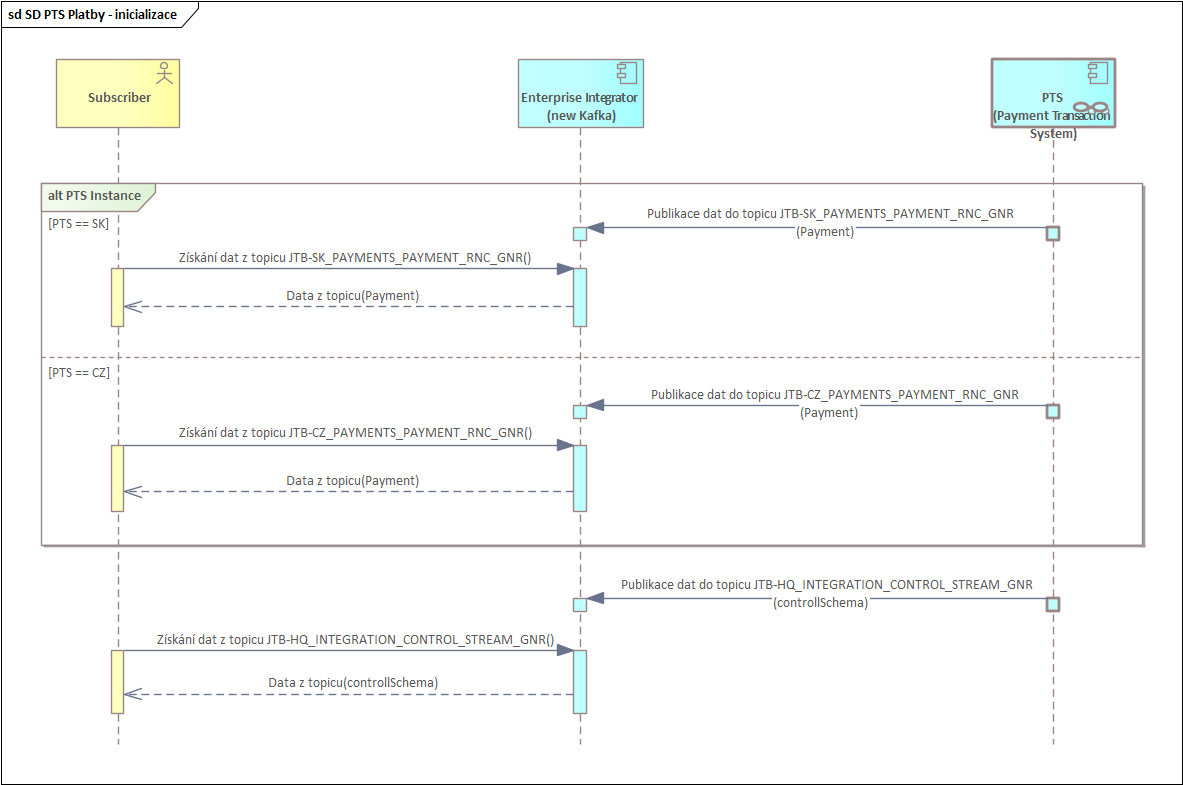 sd SD PTS Platby - inicializace
Subscriber
Enterprise Integrator
(new Kafka)
PTS
(Payment Transaction
System)
alt PTS Instance
[PTS == SK]
Publikace dat do topicu JTB-SK_PAYMENTS_PAYMENT_RNC_GNR
(Payment)
Získání dat z topicu JTB-SK_PAYMENTS_PAYMENT_RNC_GNR()
Data z topicu(Payment)
[PTS == CZ]
Publikace dat do topicu JTB-CZ_PAYMENTS_PAYMENT_RNC_GNR
(Payment)
Získání dat z topicu JTB-CZ_PAYMENTS_PAYMENT_RNC_GNR()
Data z topicu(Payment)
Publikace dat do topicu JTB-HQ_INTEGRATION_CONTROL_STREAM_GNR
(controllSchema)
Získání dat z topicu JTB-HQ_INTEGRATION_CONTROL_STREAM_GNR()
Data z topicu(controllSchema)